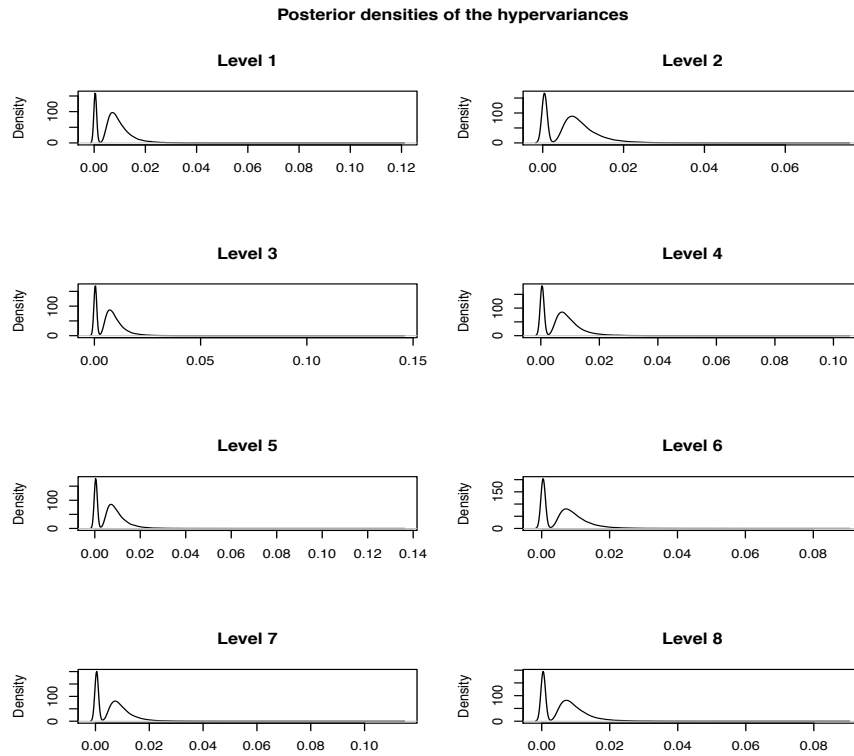 Posterior densities of the hypervariances
Level 1
Density
0 100
0.00 0.02 0.04 0.06 0.08 0.10 0.12
Level 2
Density
0 100
0.00 0.02 0.04 0.06
Level 3
Density
0 100
0.00 0.05 0.10 0.15
Level 4
Density
0 100
0.00 0.02 0.04 0.06 0.08 0.10
Level 5
Density
0 100
0.00 0.02 0.04 0.06 0.08 0.10 0.12 0.14
Level 6
Density
0 150
0.00 0.02 0.04 0.06 0.08
Level 7
Density
0 100
0.00 0.02 0.04 0.06 0.08 0.10
Level 8
Density
0 100
0.00 0.02 0.04 0.06 0.08